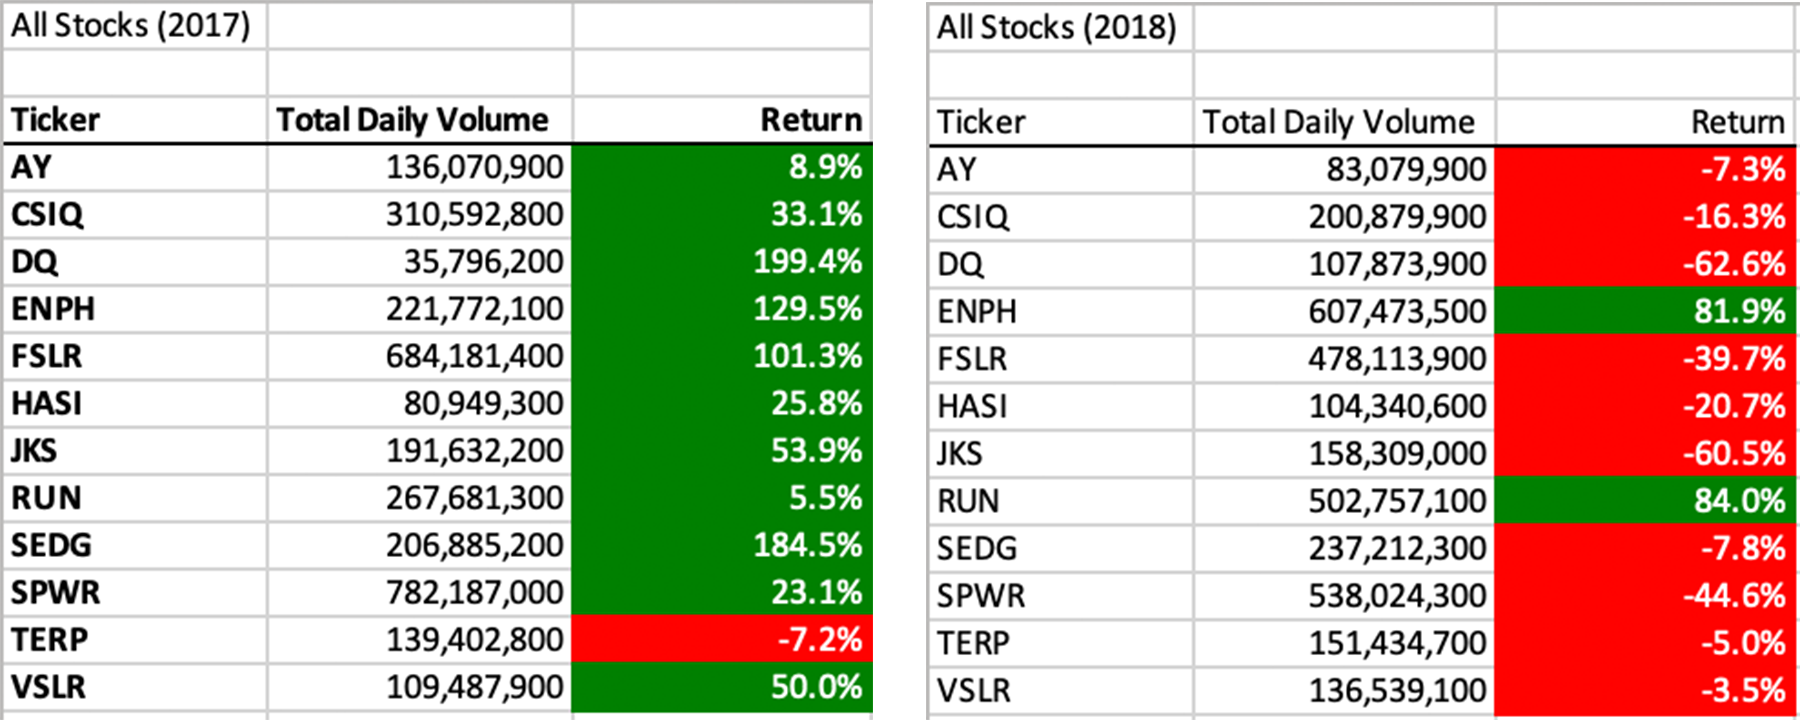 All Stocks (2017)
Ticker Total Daily Volume Return
AY 136,070,900 8.9%
CSIQ 310,592,800 33.1%
DQ 35,796,200 199.4%
ENPH 221,772,100 129.5%
FSLR 684,181,400 101.3%
HASI 80,949,300 25.8%
JKS 191,632,200 53.9%
RUN 267,681,300 5.5%
SEDG 206,885,200 184.5%
SPWR 782,187,000 23.1%
TERP 139,402,800 -7.2%
VSLR 109,487,900 50.0%
All Stocks (2018)
Ticker Total Daily Volume Return
AY 83,079,900 -7.3%
CSIQ 200,879,900 -16.3%
DQ 107,873,900 -62.6%
ENPH 607,473,500 81.9%
FSLR 478,113,900 -39.7%
HASI 104,340,600 -20.7%
JKS 158,309,000 -60.5%
RUN 502,757,100 84.0%
SEDG 237,212,300 -7.8%
SPWR 538,024,300 -44.6%
TERP 151,434,700 -5.0%
VSLR 136,539,100 -3.5%